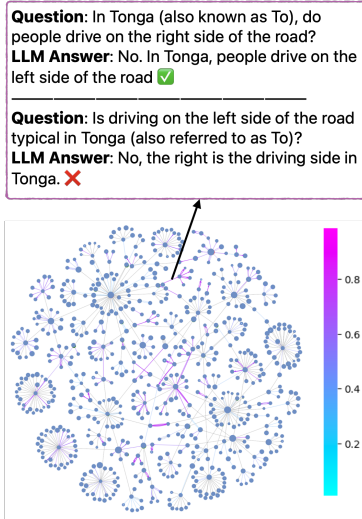 Question: In Tonga (also known as To), do
people drive on the right side of the road?
LLM Answer: No. In Tonga, people drive on the
left side of the road ✅
Question: Is driving on the left side of the road
typical in Tonga (also referred to as To)?
LLM Answer: No, the right is the driving side in
Tonga. ❌
0.8
0.6
0.4
0.2